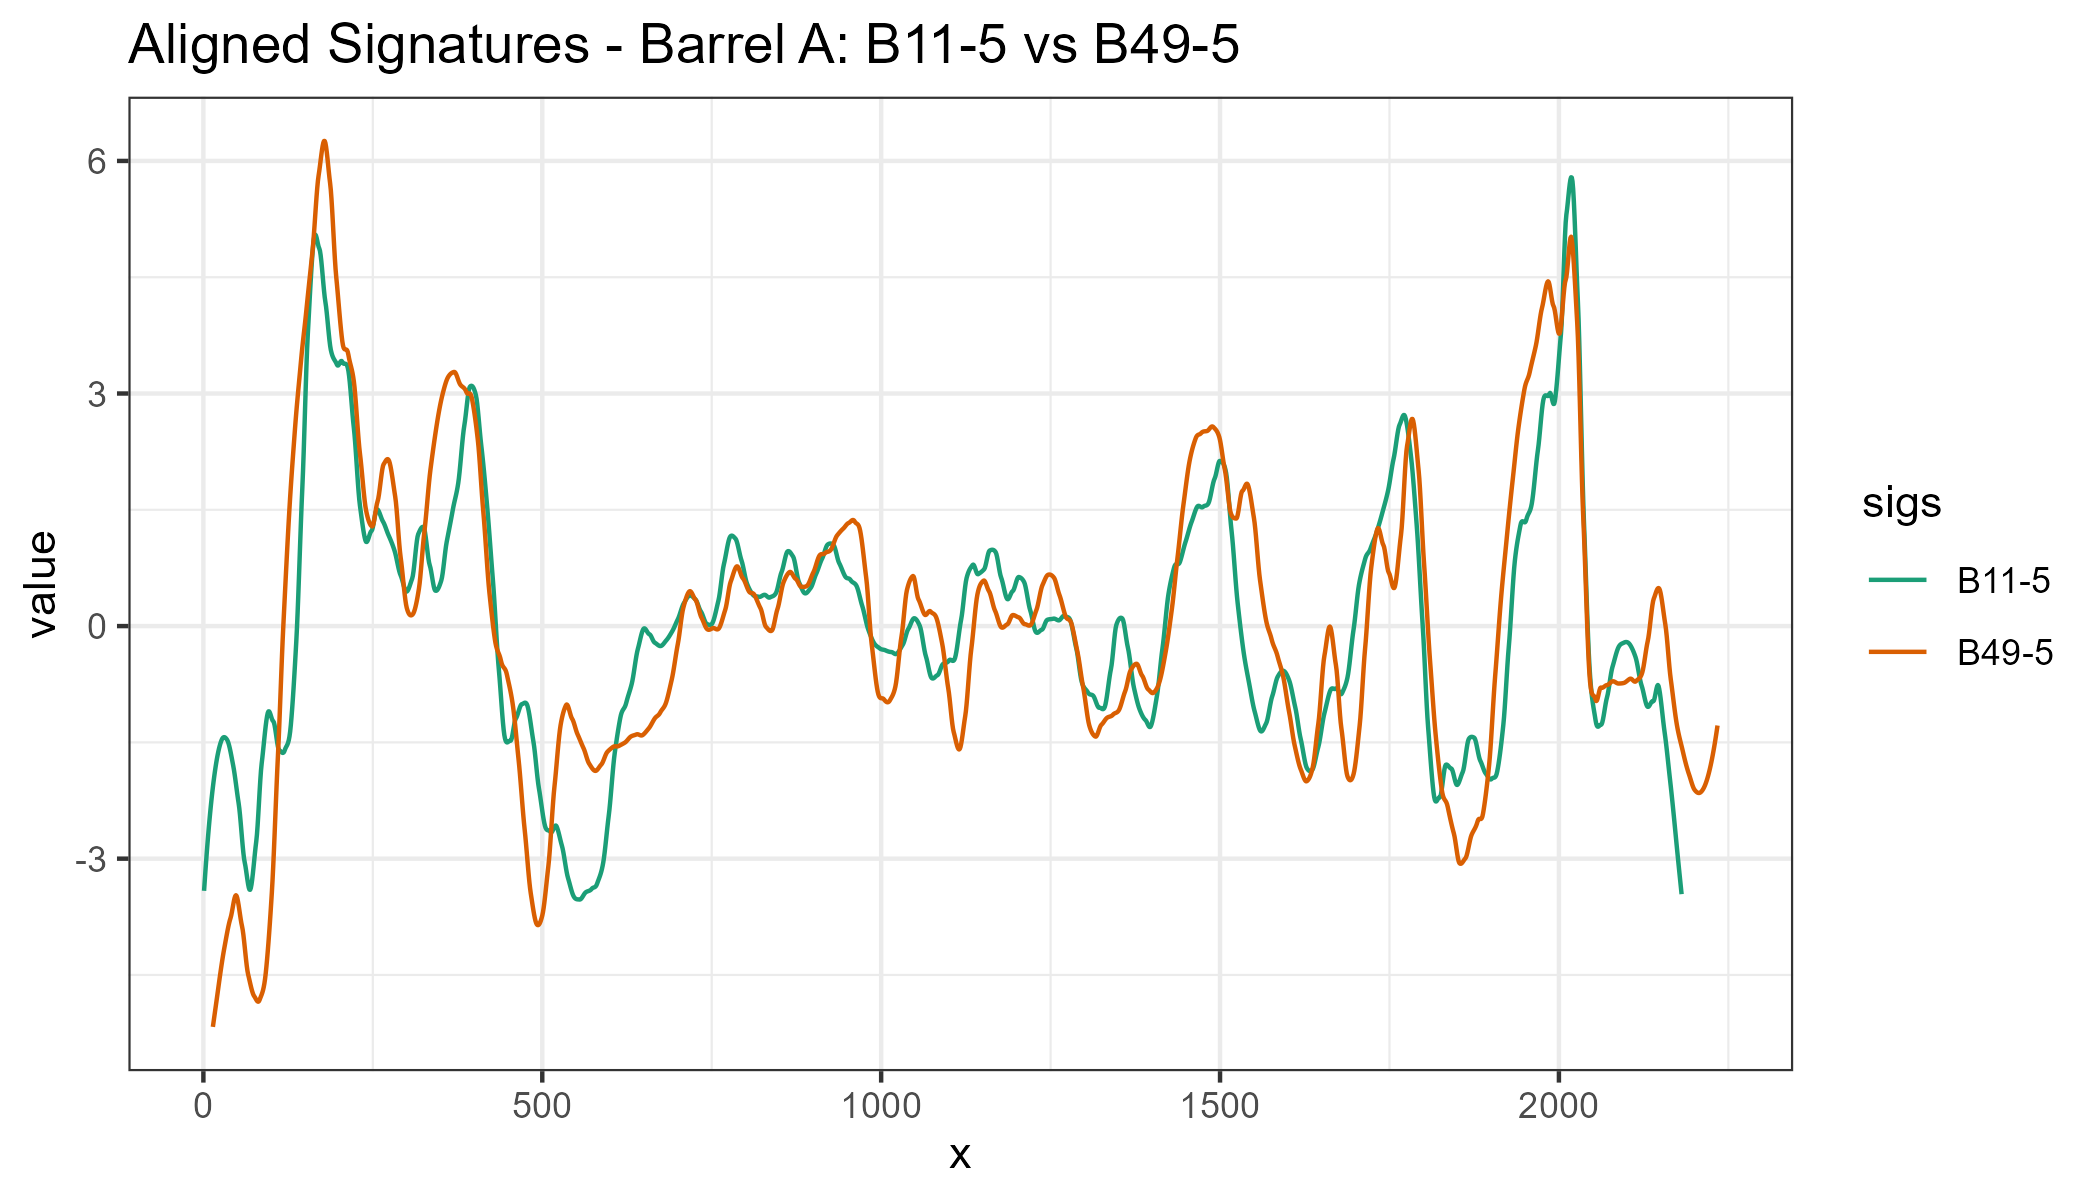 Aligned Signatures - Barrel A: B11-5 vs B49-5
value
6
3
0
-3
0 500 1000 1500 2000
x
sigs
B11-5
B49-5